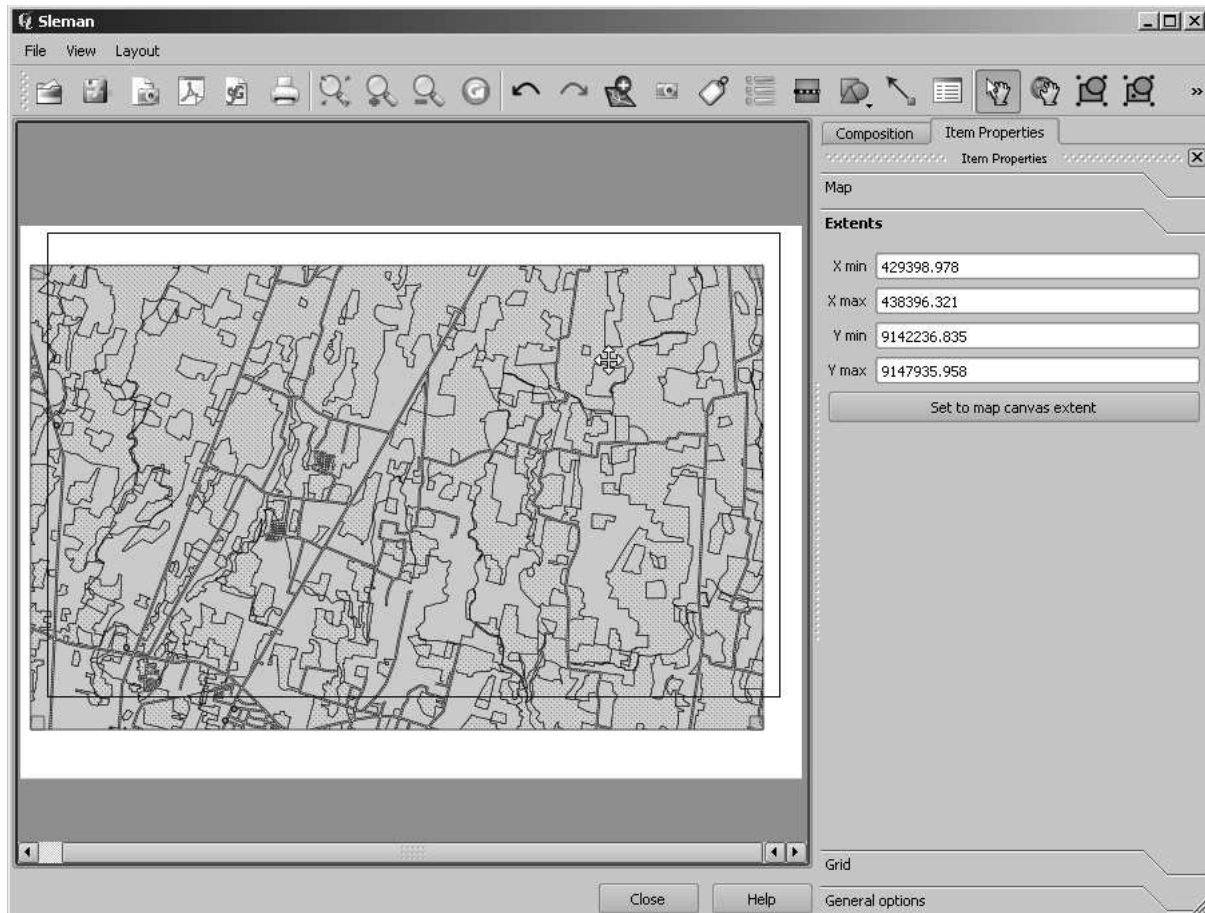 Sleman
File View Layout
Composition
Item Properties
Item Properties
Map
Extents
X min 429398.978
X max 438396.321
Y min 9142236.835
Y max 9147935.958
Set to map canvas extent
Grid
General options
Close
Help